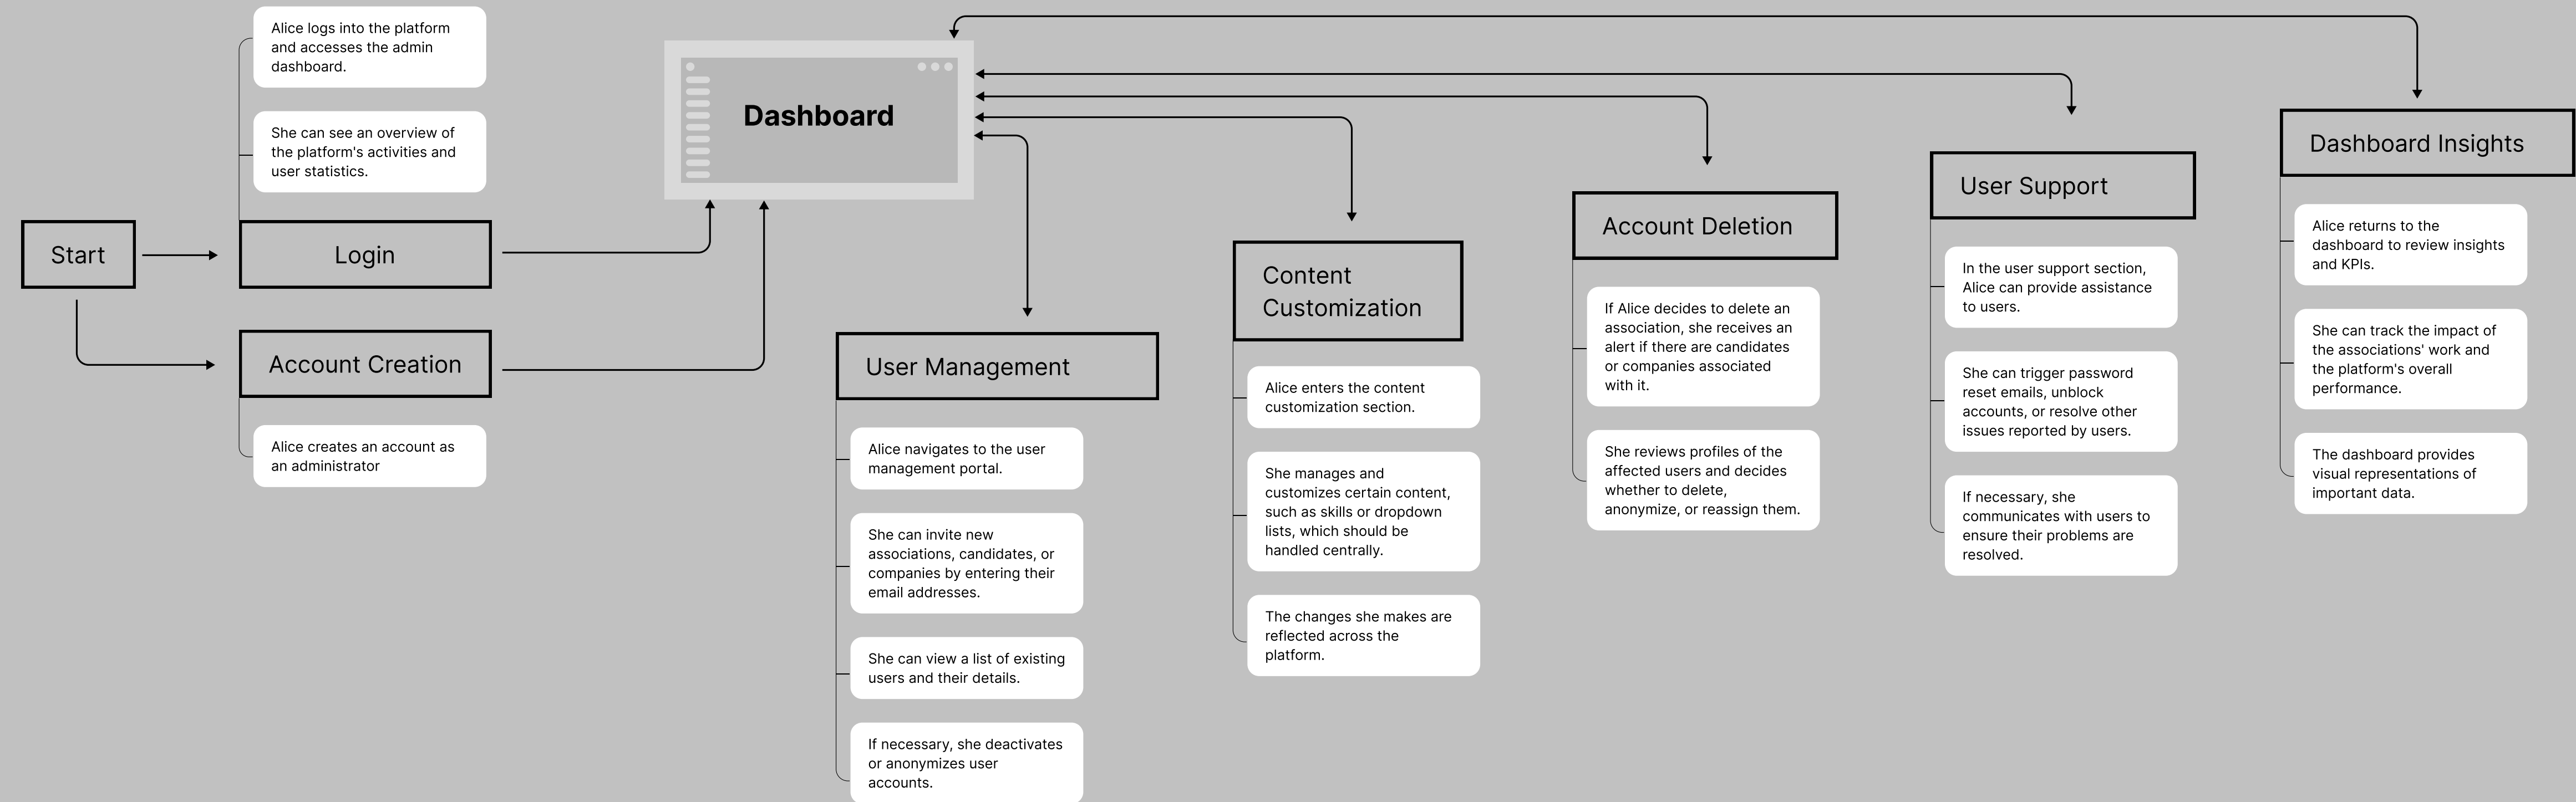 Alice logs into the platform
and accesses the admin
dashboard.
She can see an overview of
the platform's activities and
user statistics.
Start
Login
Account Creation
Alice creates an account as
an administrator
Dashboard
User Management
Alice navigates to the user
management portal.
She can invite new
associations, candidates, or
companies by entering their
email addresses.
She can view a list of existing
users and their details.
If necessary, she deactivates
or anonymizes user
accounts.
Content
Customization
Alice enters the content
customization section.
She manages and
customizes certain content,
such as skills or dropdown
lists, which should be
handled centrally.
The changes she makes are
reflected across the
platform.
Account Deletion
If Alice decides to delete an
association, she receives an
alert if there are candidates
or companies associated
with it.
She reviews profiles of the
affected users and decides
whether to delete,
anonymize, or reassign them.
User Support
In the user support section,
Alice can provide assistance
to users.
She can trigger password
reset emails, unblock
accounts, or resolve other
issues reported by users.
If necessary, she
communicates with users to
ensure their problems are
resolved.
Dashboard Insights
Alice returns to the
dashboard to review insights
and KPIs.
She can track the impact of
the associations' work and
the platform's overall
performance.
The dashboard provides
visual representations of
important data.